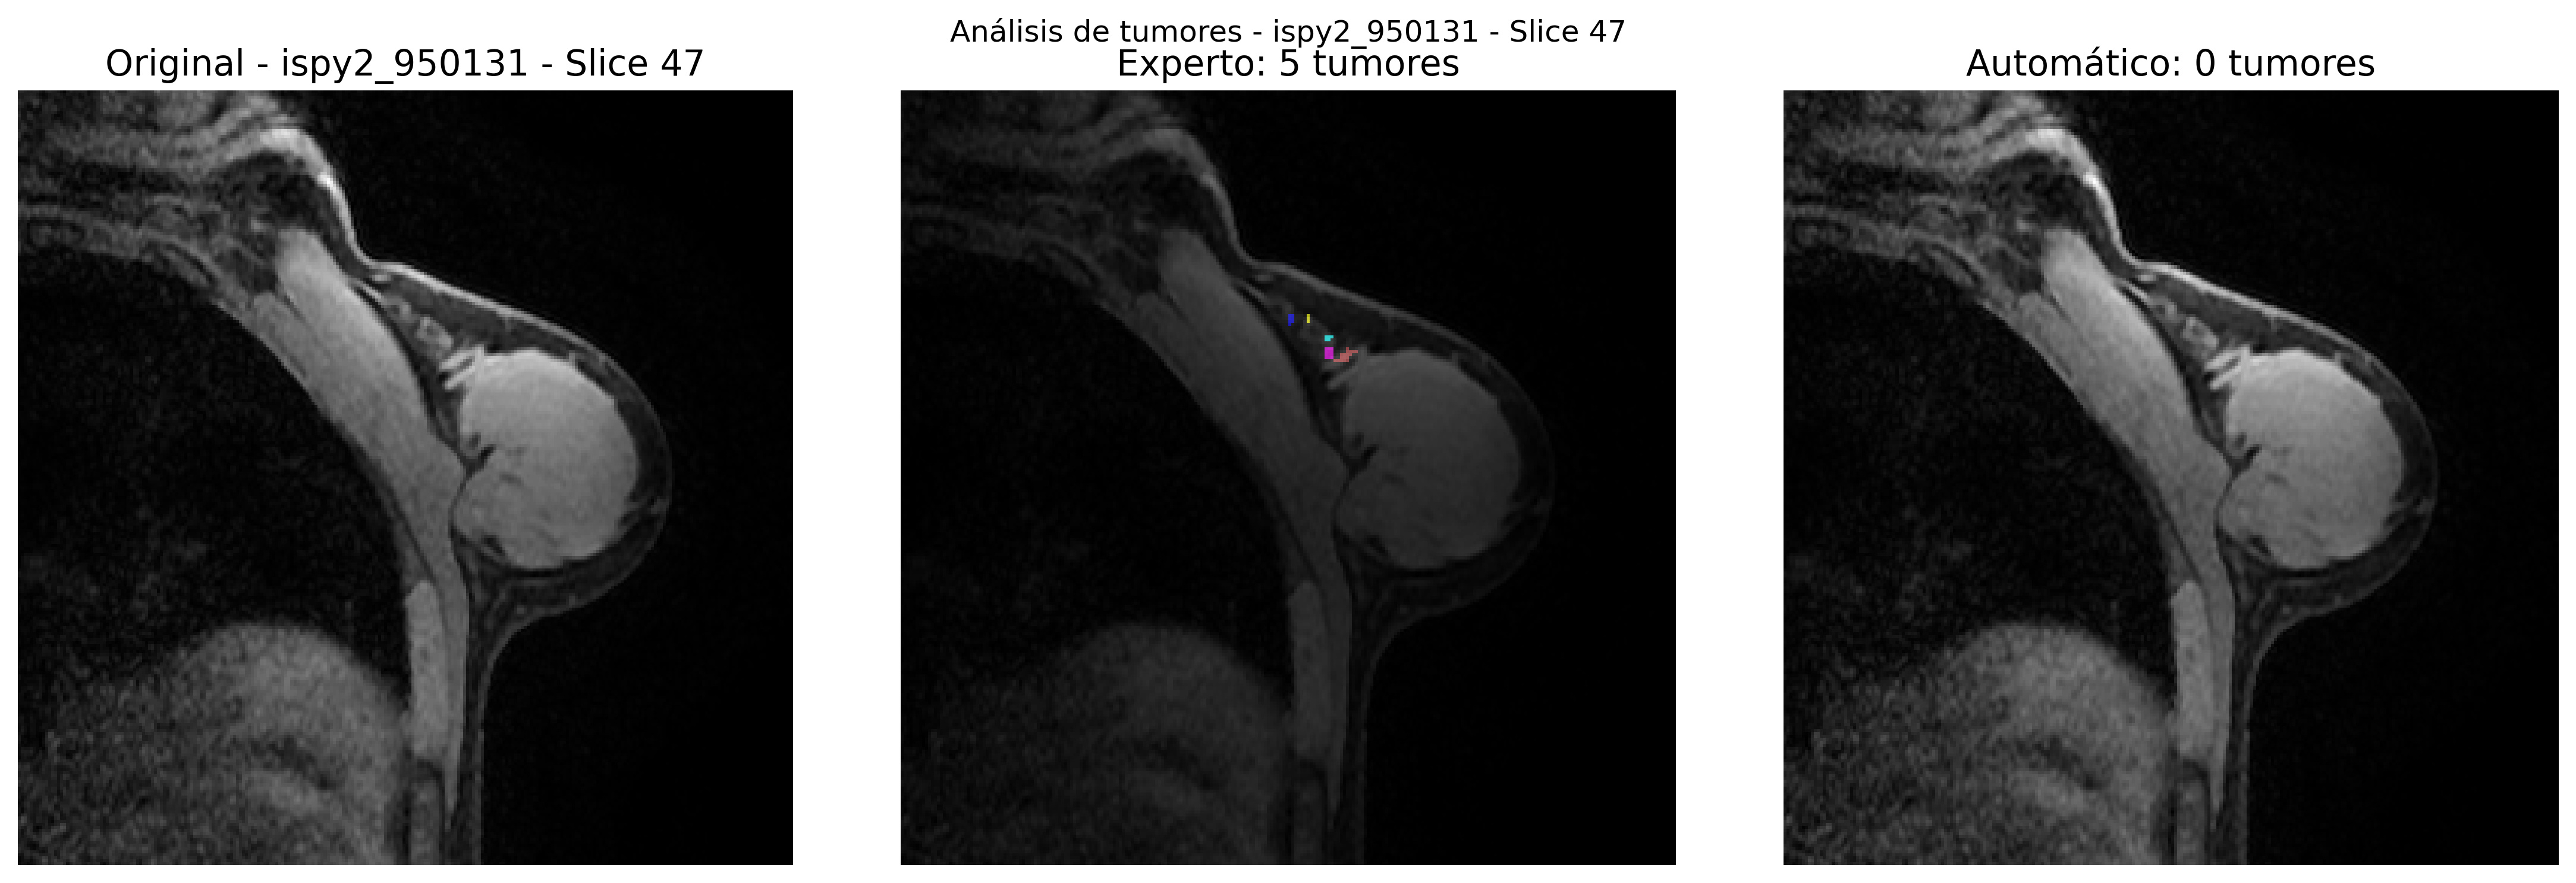 Análisis de tumores - ispy2_950131 - Slice 47
Original - ispy2_950131 - Slice 47
Experto: 5 tumores
Automático: 0 tumores